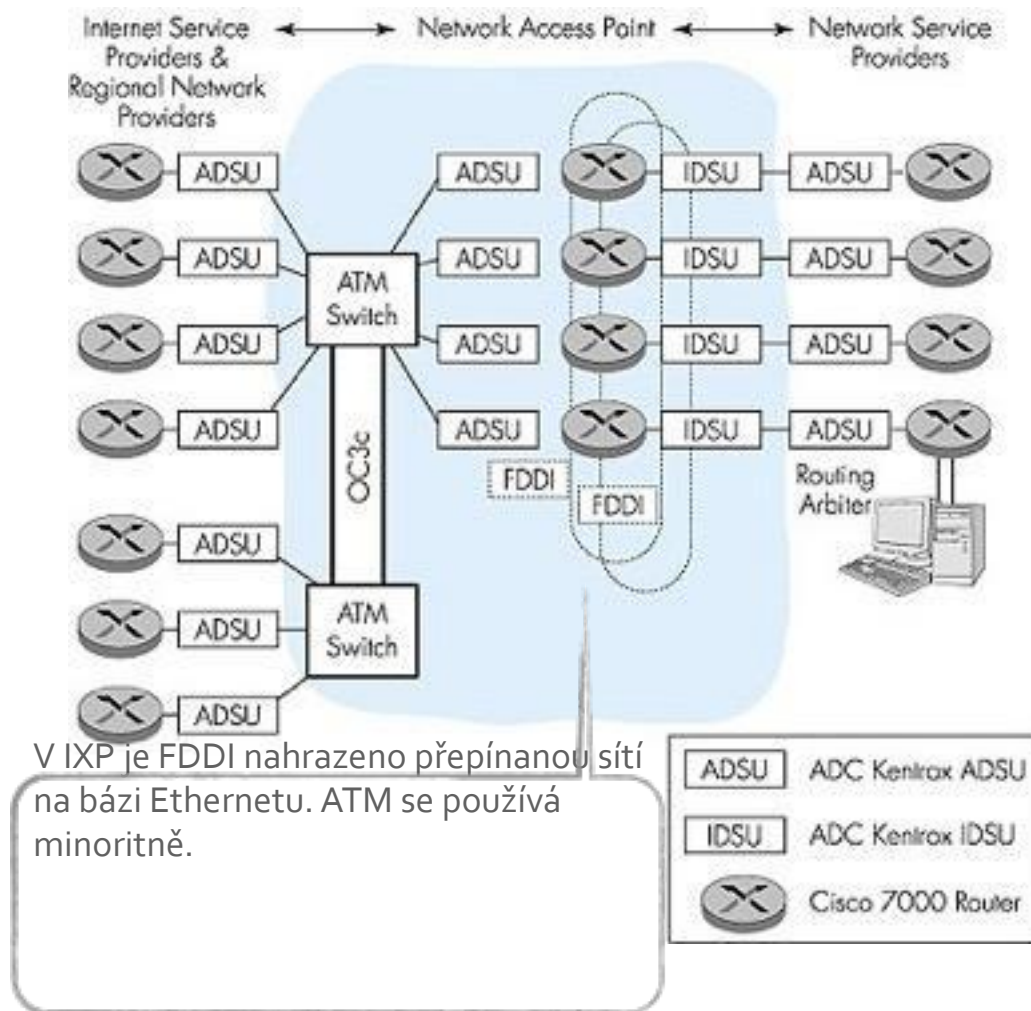 Internet Service
Providers &
Regional Network
Providers
Network Access Point
Network Service
Providers
ADSU
ADSU
IDSU
ADSU
ADSU
ADSU
IDSU
ADSU
ATM
Switch
ADSU
ADSU
IDSU
ADSU
ADSU
ADSU
IDSU
ADSU
OC3c
FDDI
FDDI
Routing
Arbiter
ADSU
ADSU
ATM
Switch
ADSU
V IXP je FDDI nahrazeno přepínanou sítí
na bázi Ethernetu. ATM se používá
minoritně.
ADSU ADC Kentrox ADSU
IDSU ADC Kentrox IDSU
Cisco 7000 Router